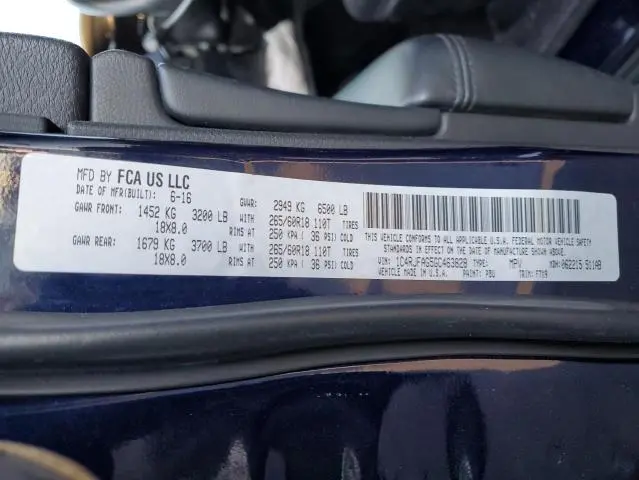 MFD BY FCA US LLC
DATE OF MFR(BUILT): 6-16 GVWR: 2949 KG 6500 LB
GAWR FRONT: 1452 KG 3200 LB WITH 265/60R18 110T TIRES
18X8.0 RIMS AT 250 KPA ( 36 PSI) COLD
GAWR REAR: 1679 KG 3700 LB WITH 265/60R18 110T TIRES
18X8.0 RIMS AT 250 KPA ( 36 PSI) COLD
THIS VEHICLE CONFORMS TO ALL APPLICABLE U.S.A. FEDERAL MOTOR VEHICLE SAFETY
STANDARDS IN EFFECT ON THE DATE OF MANUFACTURE SHOWN ABOVE.
VIN: 1C4RJFAG5GC463828 TYPE: MPV MDH:062215 511AB
MADE IN U.S.A. PAINT: PBU TRIM: